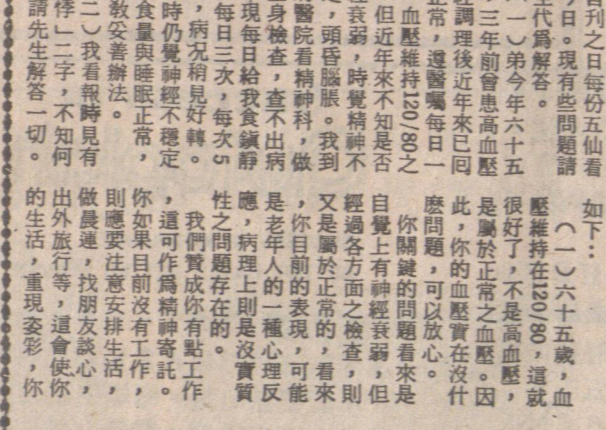 刊之日每份五仙看
今日。現有些問題請
生代爲解答。
(一)弟今年六十五
三年前曾患高血壓
經調理後近年來已囘
正常,遵醫囑每日一
血壓維持120/80之
但近年來不知是否
經衰弱,時覺精神不
,頭昏腦脹。我到
醫院看精神科,做
身檢查,查不出病
現每日給我食鎮靜
每日三次,每次5
,病况稍見好轉。
時仍覺神經不穩定
食量與睡眠正常,
敎妥善辦法。
二)我看報時見有
悸」二字,不知何
請先生解答一切。
如下:
(一)六十五歲,血
壓維持在120/80,這就
很好了,不是高血壓,
是屬於正常之血壓。因
此,你的血壓實在沒什
麽問題,可以放心。
你關鍵的問題看來是
自覺上有神經衰弱,但
經過各方面之檢查,則
又是屬於正常的,看來
,你目前的表現,可能
是老年人的一種心理反
應,病理上則是沒實質
性之問題存在的。
我們贊成你有點工作
,這可作爲精神寄託。
你如果目前沒有工作,
則應要注意安排生活,
做晨運,找朋友談心,
出外旅行等,這會使你
的生活,重現姿彩,你